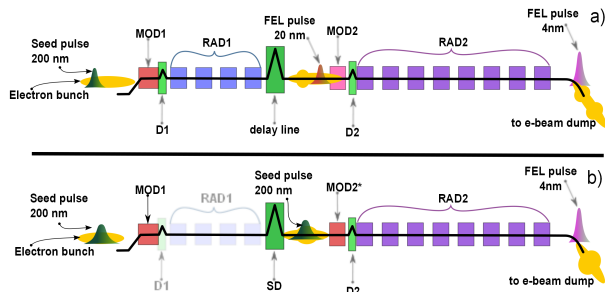 a)
FEL pulse
4nm
FEL pulse
20 nm
MOD2
MOD1
RAD1
RAD2
Seed pulse
200 nm
Electron bunch
D1
delay line
D2
to e-beam dump
b)
Seed pulse
200 nm
FEL pulse
4nm
MOD1
RAD1
MOD2*
RAD2
Seed pulse
200 nm
Electron bunch
D1
SD
D2
to e-beam dump